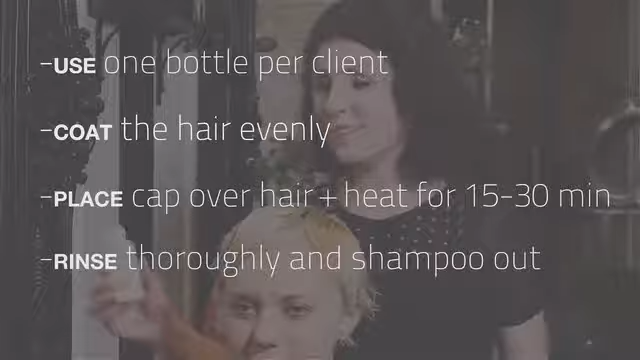 -USE one bottle per client
-COAT the hair evenly
-PLACE cap over hair + heat for 15-30 min
-RINSE thoroughly and shampoo out